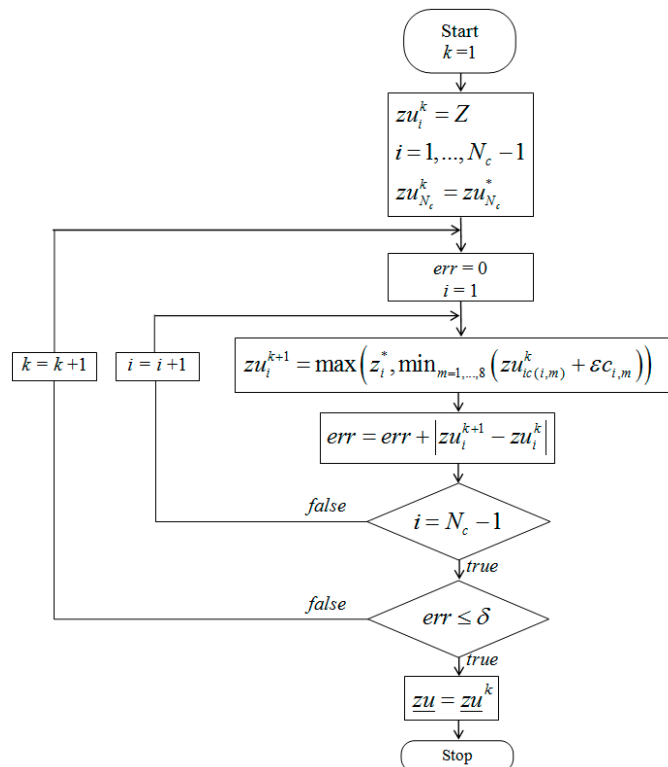 Start
k =1
zu_i^k = Z
i = 1,..., N_c − 1
zu_{N_c}^k = zu_{N_c}^*
err = 0
i = 1
k = k +1
i = i +1
zu_i^{k+1} = max(z_i^*, min_{m=1,...,8}(zu_{ic(i,m)}^k + εc_{i,m}))
err = err + |zu_i^{k+1} − zu_i^k|
false
i = N_c − 1
true
false
err ≤ δ
true
<u>zu</u> = <u>zu</u>^k
Stop